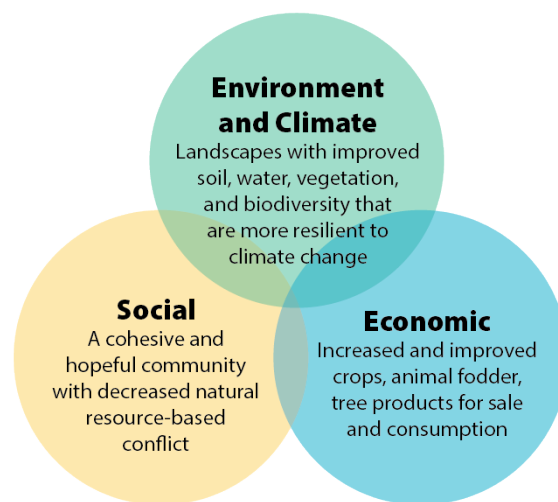 Environment
and Climate
Landscapes with improved
soil, water, vegetation,
and biodiversity that
are more resilient to
climate change
Social
A cohesive and
hopeful community
with decreased natural
resource-based
conflict
Economic
Increased and improved
crops, animal fodder,
tree products for sale
and consumption